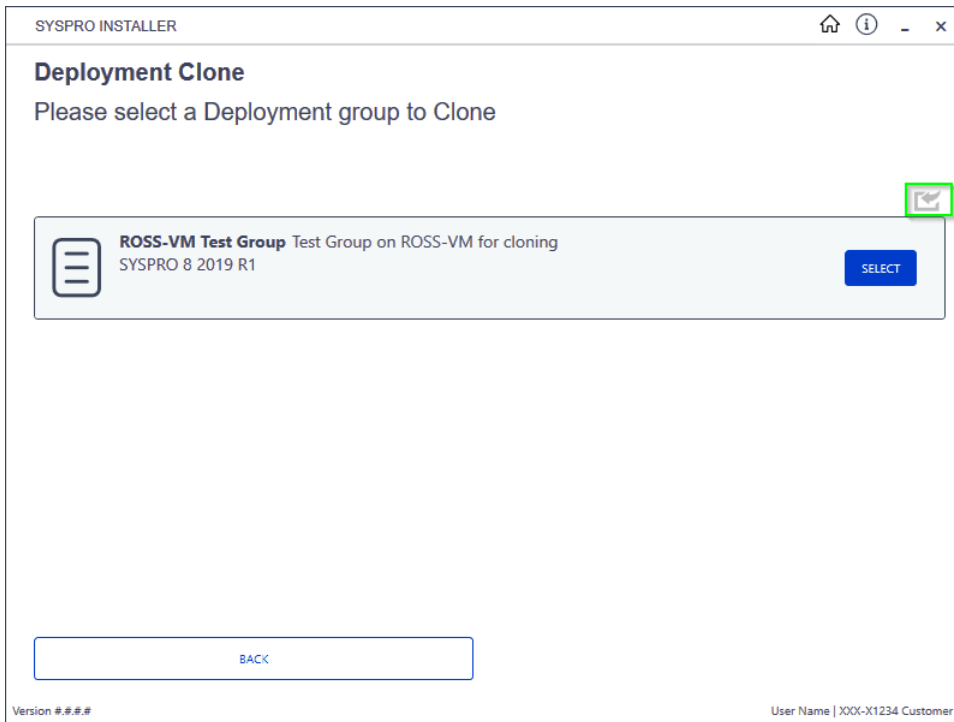 SYSPRO INSTALLER
Deployment Clone
Please select a Deployment group to Clone
ROSS-VM Test Group Test Group on ROSS-VM for cloning
SYSPRO 8 2019 R1
SELECT
BACK
Version #.#.#.#
User Name | XXX-X1234 Customer